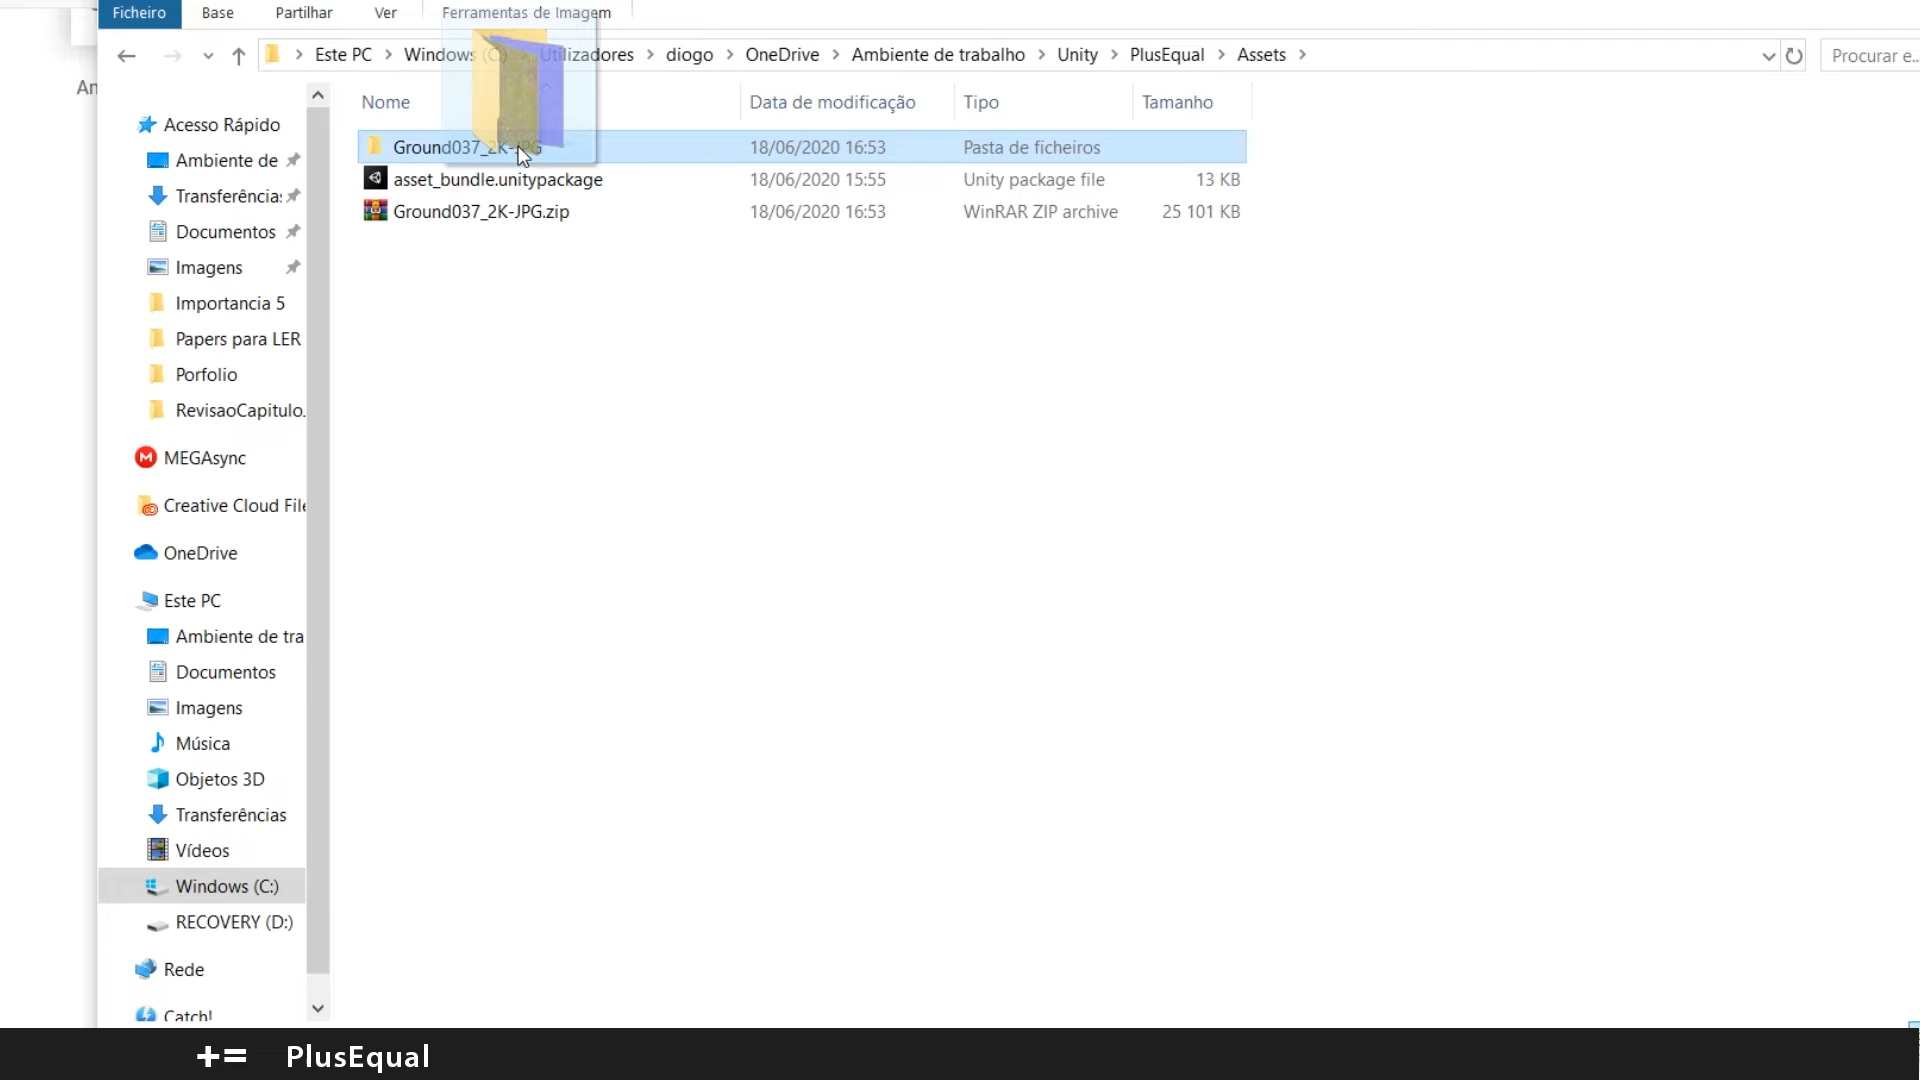 Ficheiro Base Partilhar Ver Ferramentas de Imagem
Este PC Windows (C:) Utilizadores diogo OneDrive Ambiente de trabalho Unity PlusEqual Assets Procurar e...
An
Nome Data de modificação Tipo Tamanho
Ground037_2K-JPG 18/06/2020 16:53 Pasta de ficheiros
asset_bundle.unitypackage 18/06/2020 15:55 Unity package file 13 KB
Ground037_2K-JPG.zip 18/06/2020 16:53 WinRAR ZIP archive 25 101 KB
Acesso Rápido
Ambiente de
Transferências
Documentos
Imagens
Importancia 5
Papers para LER
Porfolio
RevisaoCapitulo.
MEGAsync
Creative Cloud File
OneDrive
Este PC
Ambiente de tra
Documentos
Imagens
Música
Objetos 3D
Transferências
Vídeos
Windows (C:)
RECOVERY (D:)
Rede
Catch!
+= PlusEqual